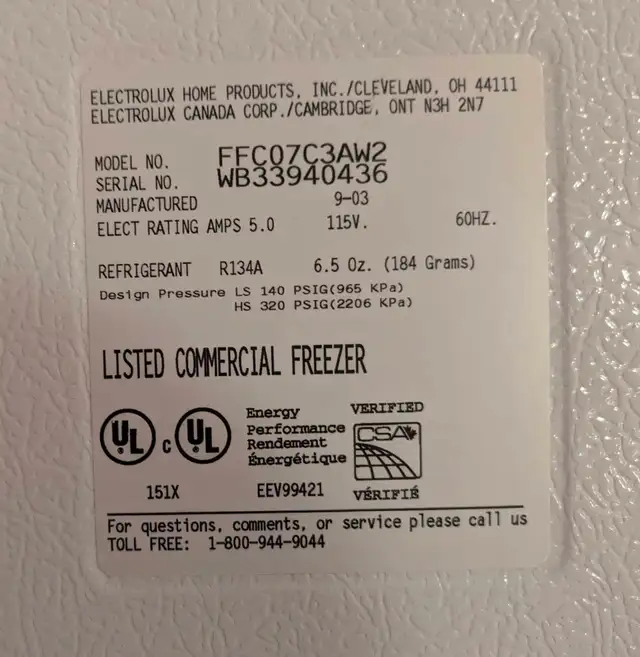 ELECTROLUX HOME PRODUCTS, INC./CLEVELAND, OH 44111
ELECTROLUX CANADA CORP./CAMBRIDGE, ONT N3H 2N7
MODEL NO. FFC07C3AW2
SERIAL NO. WB33940436
MANUFACTURED 9-03
ELECT RATING AMPS 5.0 115V. 60HZ.
REFRIGERANT R134A 6.5 Oz. (184 Grams)
Design Pressure LS 140 PSIG(965 KPa)
HS 320 PSIG(2206 KPa)
LISTED COMMERCIAL FREEZER
UL c UL
Energy
Performance
Rendement
Énergétique
VERIFIED
CSA
VÉRIFIÉ
151X EEV99421
For questions, comments, or service please call us
TOLL FREE: 1-800-944-9044